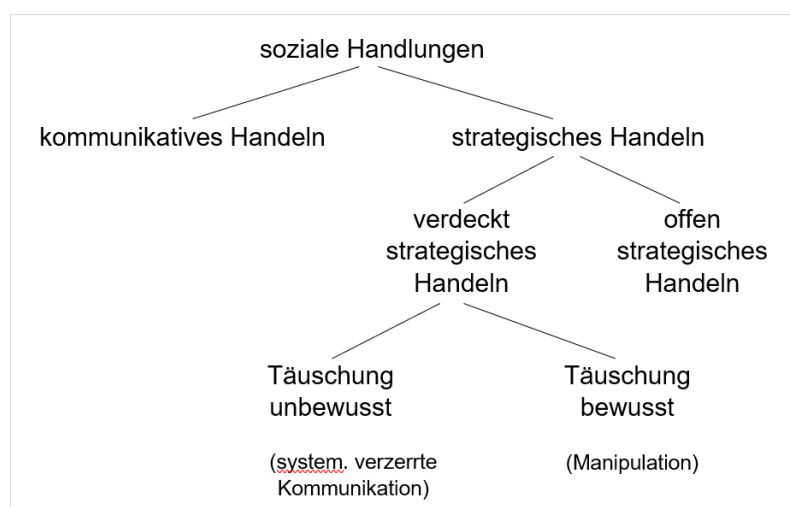 soziale Handlungen
kommunikatives Handeln
strategisches Handeln
verdeckt
strategisches
Handeln
offen
strategisches
Handeln
Täuschung
unbewusst
(system. verzerrte
Kommunikation)
Täuschung
bewusst
(Manipulation)